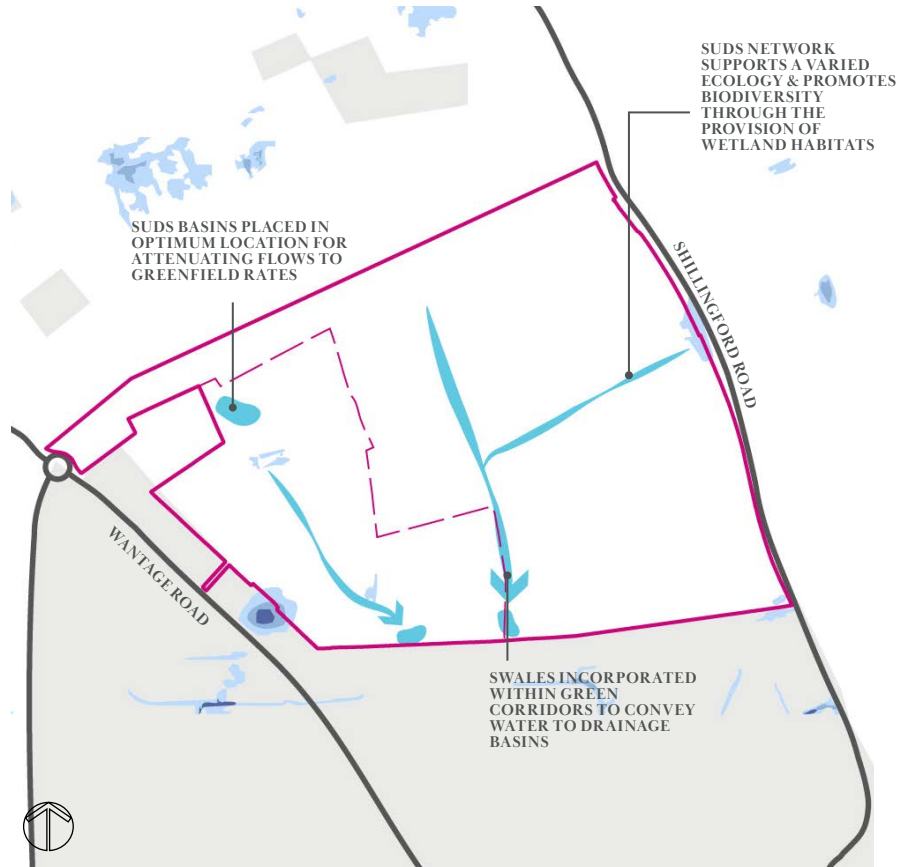 SUDS NETWORK
SUPPORTS A VARIED
ECOLOGY & PROMOTES
BIODIVERSITY
THROUGH THE
PROVISION OF
WETLAND HABITATS
SUDS BASINS PLACED IN
OPTIMUM LOCATION FOR
ATTENUATING FLOWS TO
GREENFIELD RATES
SHILLINGFORD ROAD
WANTAGE ROAD
SWALES INCORPORATED
WITHIN GREEN
CORRIDORS TO CONVEY
WATER TO DRAINAGE
BASINS